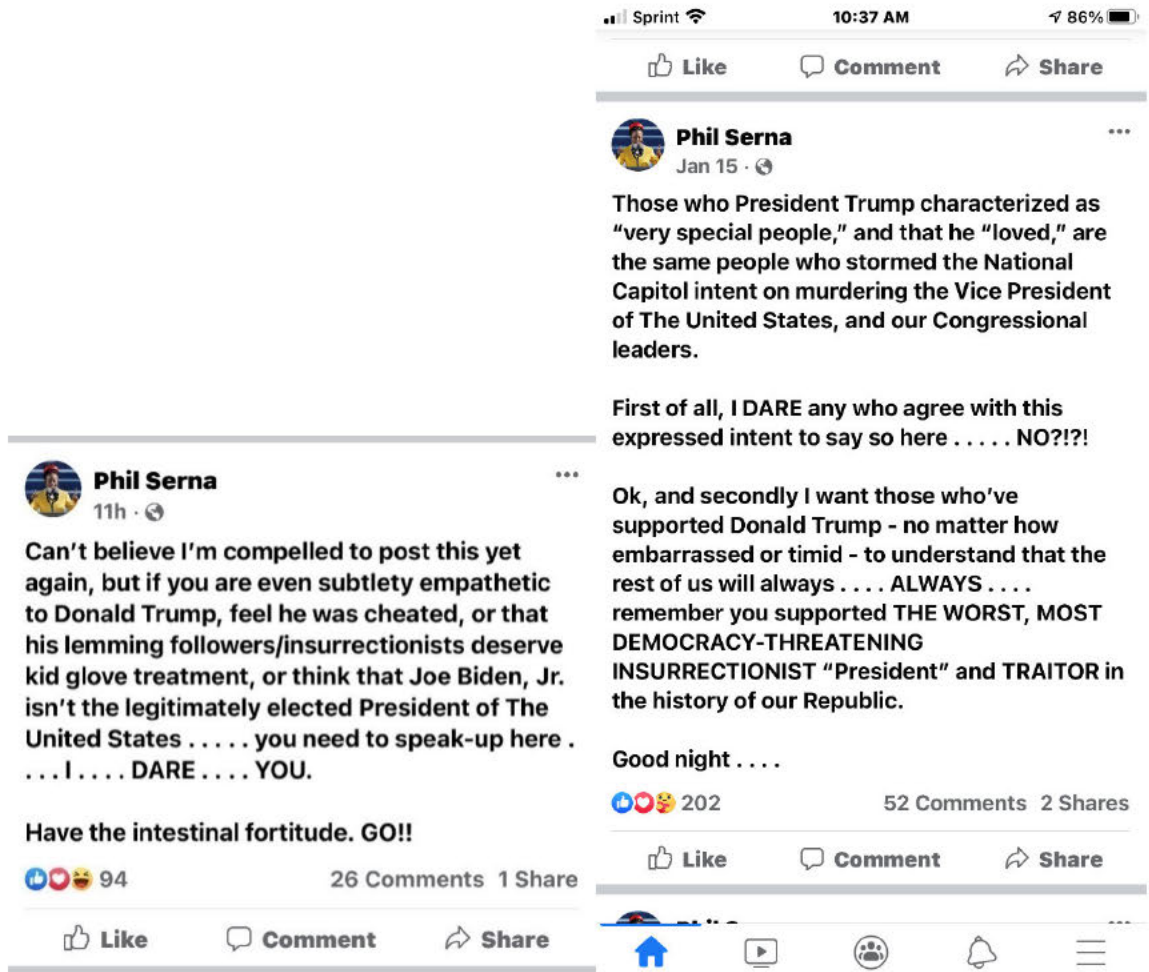 Phil Serna
11h
Can't believe I'm compelled to post this yet
again, but if you are even subtlety empathetic
to Donald Trump, feel he was cheated, or that
his lemming followers/insurrectionists deserve
kid glove treatment, or think that Joe Biden, Jr.
isn't the legitimately elected President of The
United States . . . . . you need to speak-up here .
. . . I . . . . DARE . . . . YOU.
Have the intestinal fortitude. GO!!
94 26 Comments 1 Share
Like Comment Share
Sprint 10:37 AM 86%
Like Comment Share
Phil Serna
Jan 15 ·
Those who President Trump characterized as
“very special people,” and that he “loved,” are
the same people who stormed the National
Capitol intent on murdering the Vice President
of The United States, and our Congressional
leaders.
First of all, I DARE any who agree with this
expressed intent to say so here . . . . . NO?!?!
Ok, and secondly I want those who've
supported Donald Trump - no matter how
embarrassed or timid - to understand that the
rest of us will always . . . . ALWAYS . . . .
remember you supported THE WORST, MOST
DEMOCRACY-THREATENING
INSURRECTIONIST “President” and TRAITOR in
the history of our Republic.
Good night . . . .
202 52 Comments 2 Shares
Like Comment Share